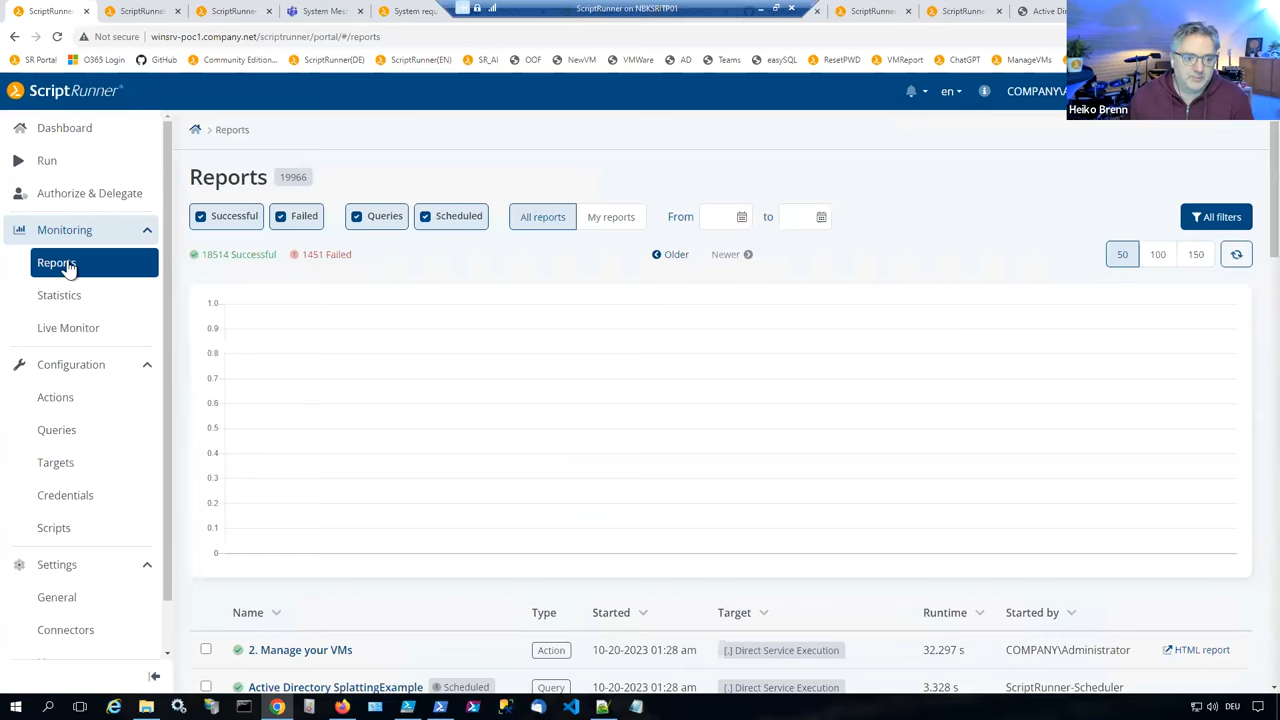 Reports
Reports
System Mess
System requ
ScriptRunner on NBKSRITP01
ScriptRunne
ScriptRunne
Active Di
Not secure
winsrv-poc1.company.net/scriptrunner/portal/#/reports
SR Portal
O365 Login
GitHub
Community Edition...
ScriptRunner(DE)
ScriptRunner(EN)
SR_AI
OOF
NewVM
VMWare
AD
Teams
easySQL
ResetPWD
VMReport
ChatGPT
ManageVMs
ScriptRunner
en
COMPANY\A
Heiko Brenn
Dashboard
Run
Authorize & Delegate
Monitoring
Reports
Statistics
Live Monitor
Configuration
Actions
Queries
Targets
Credentials
Scripts
Settings
General
Connectors
> Reports
Reports 19966
Successful
Failed
Queries
Scheduled
All reports
My reports
From
to
All filters
18514 Successful
1451 Failed
Older
Newer
50
100
150
1.0
0.9
0.8
0.7
0.6
0.5
0.4
0.3
0.2
0.1
0
Name
Type
Started
Target
Runtime
Started by
2. Manage your VMs
Action
10-20-2023 01:28 am
[.] Direct Service Execution
32.297 s
COMPANY\Administrator
HTML report
Active Directory SplattingExample
Scheduled
Query
10-20-2023 01:28 am
[.] Direct Service Execution
3.328 s
ScriptRunner-Scheduler
DEU